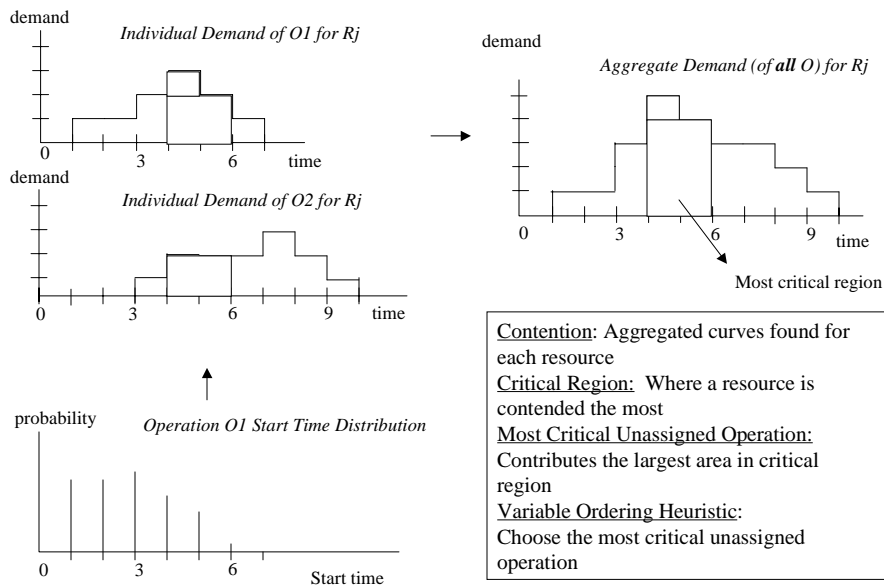 demand
Individual Demand of O1 for Rj
0
3
6
time
demand
Individual Demand of O2 for Rj
0
3
6
9
time
probability
Operation O1 Start Time Distribution
0
3
6
Start time
demand
Aggregate Demand (of all O) for Rj
0
3
6
9
time
Most critical region
Contention: Aggregated curves found for
each resource
Critical Region: Where a resource is
contended the most
Most Critical Unassigned Operation:
Contributes the largest area in critical
region
Variable Ordering Heuristic:
Choose the most critical unassigned
operation